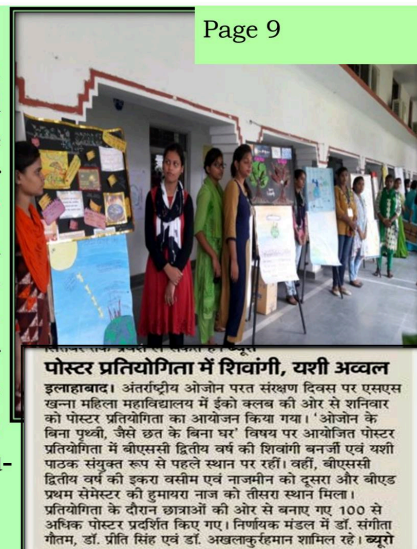 Page 9
पोस्टर प्रतियोगिता में शिवांगी, यशी अव्वल
इलाहाबाद। अंतर्राष्ट्रीय ओजोन परत संरक्षण दिवस पर एसएस
खन्ना महिला महाविद्यालय में ईको क्लब की ओर से शनिवार
को पोस्टर प्रतियोगिता का आयोजन किया गया। 'ओजोन के
बिना पृथ्वी, जैसे छत के बिना घर' विषय पर आयोजित पोस्टर
प्रतियोगिता में बीएससी द्वितीय वर्ष की शिवांगी बनर्जी एवं यशी
पाठक संयुक्त रूप से पहले स्थान पर रहीं। वहीं, बीएससी
द्वितीय वर्ष की इकरा वसीम एवं नाजमीन को दूसरा और बीएड
प्रथम सेमेस्टर की हुमायरा नाज को तीसरा स्थान मिला।
प्रतियोगिता के दौरान छात्राओं की ओर से बनाए गए 100 से
अधिक पोस्टर प्रदर्शित किए गए। निर्णायक मंडल में डॉ. संगीता
गौतम, डॉ. प्रीति सिंह एवं डॉ. अखलाकुर्रहमान शामिल रहे। ब्यूरो